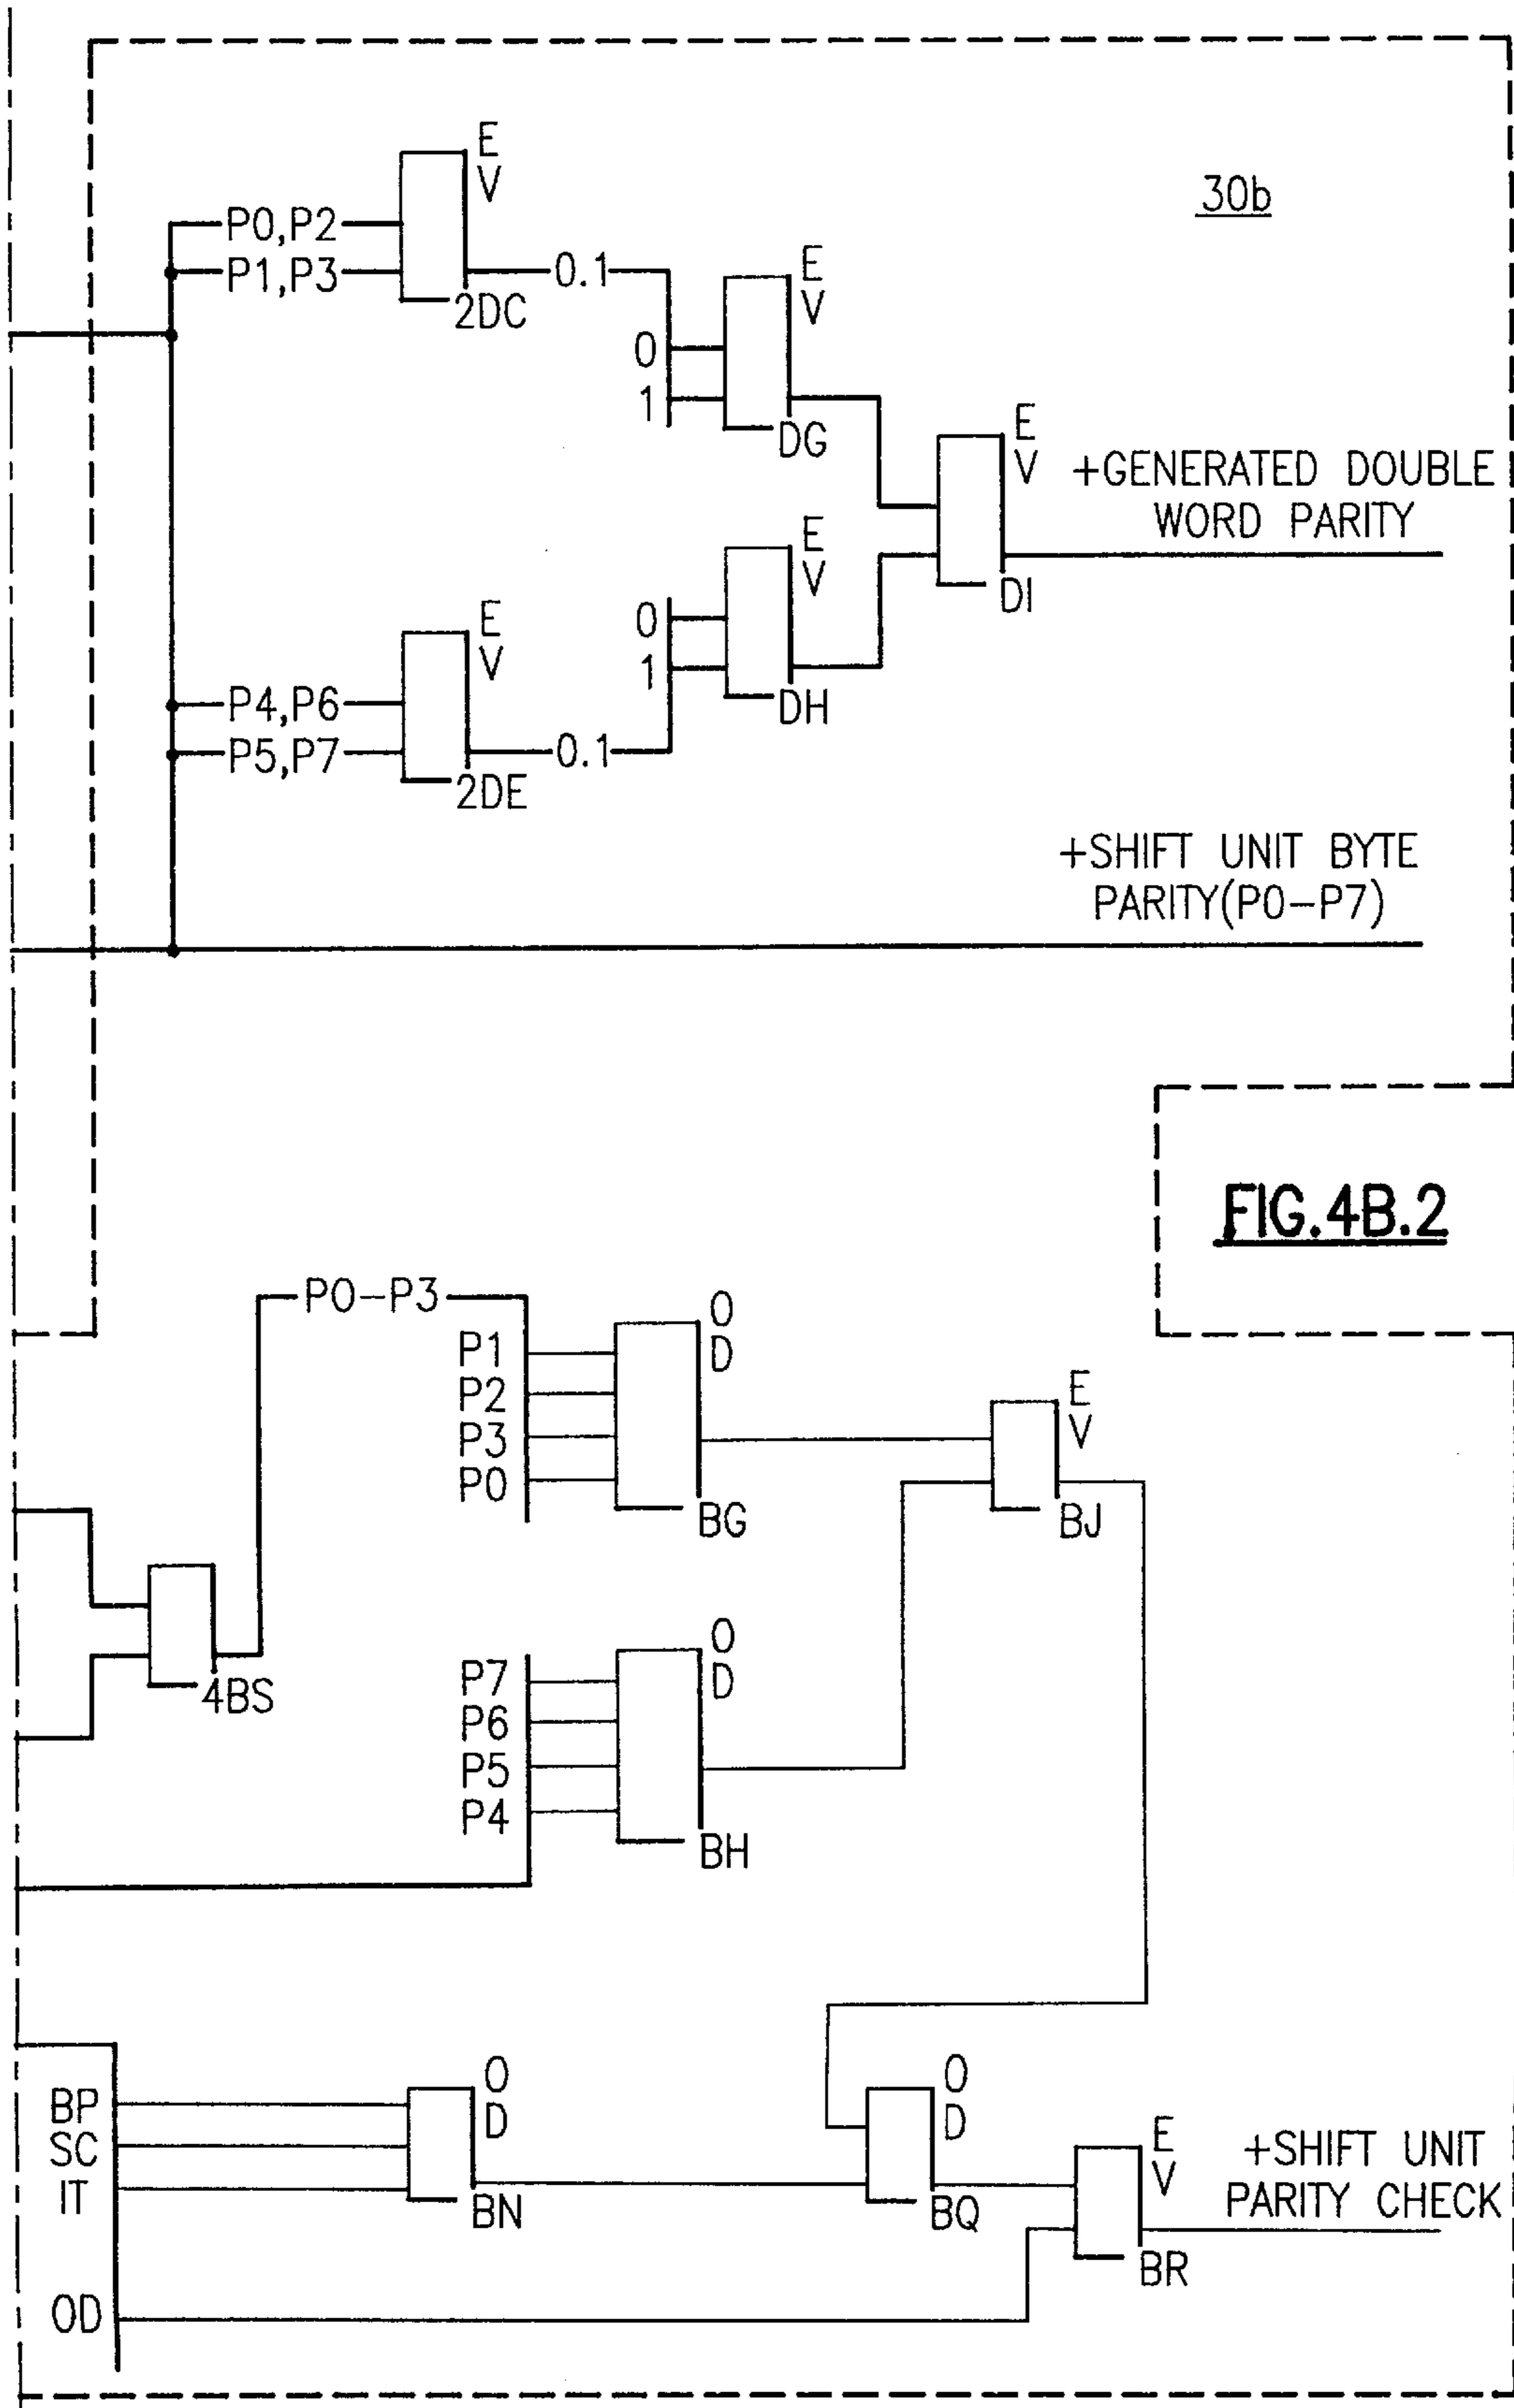 E
V
30b
P0,P2
P1,P3
2DC
0.1
E
V
0
1
DG
E
V
+GENERATED DOUBLE
WORD PARITY
DI
E
V
0
1
DH
E
V
P4,P6
P5,P7
2DE
0.1
+SHIFT UNIT BYTE
PARITY(P0-P7)
FIG.4B.2
P0-P3
O
D
P1
P2
P3
P0
BG
E
V
BJ
4BS
O
D
P7
P6
P5
P4
BH
BP
SC
IT
OD
O
D
BN
O
D
BQ
E
V
BR
+SHIFT UNIT
PARITY CHECK